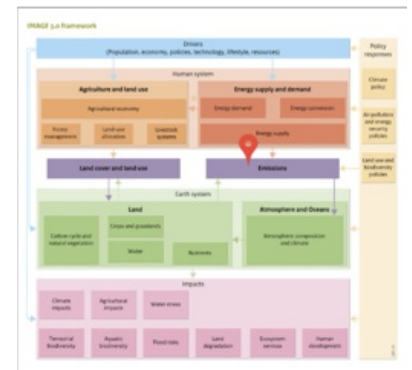 IMAGE 3.0 framework
Drivers
(Population, economy, policies, technology, lifestyle, resources)
Policy
responses
Human system
Agriculture and land use
Agricultural economy
Forest
management
Land-use
allocation
Livestock
systems
Energy supply and demand
Energy demand
Energy conversion
Energy supply
Climate
policy
Air pollution
and energy
security
policies
Land use and
biodiversity
policies
Land cover and land use
Emissions
Earth system
Land
Carbon cycle and
natural vegetation
Crops and grasslands
Water
Nutrients
Atmosphere and Oceans
Atmospheric composition
and climate
Impacts
Climate
impacts
Agricultural
impacts
Water stress
Terrestrial
biodiversity
Aquatic
biodiversity
Flood risks
Land
degradation
Ecosystem
services
Human
development